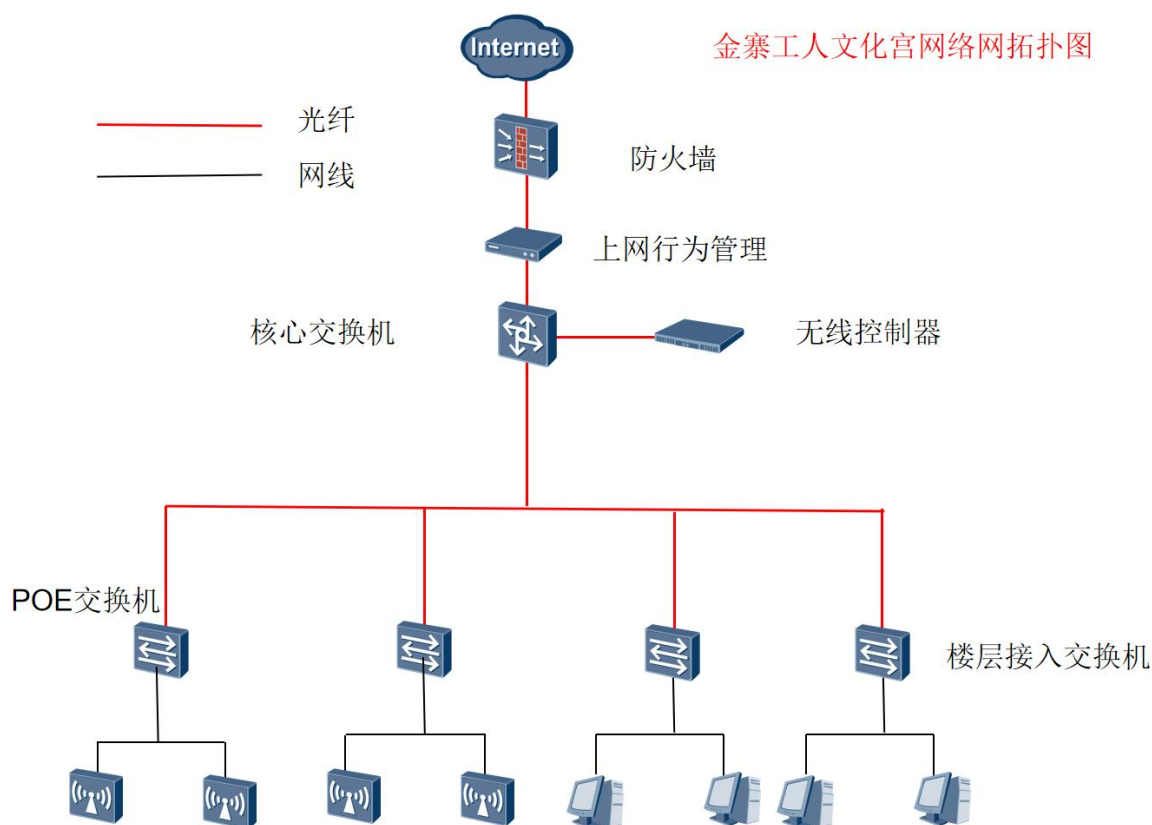 Internet
金寨工人文化宫网络网拓扑图
光纤
网线
防火墙
上网行为管理
核心交换机
无线控制器
POE交换机
楼层接入交换机